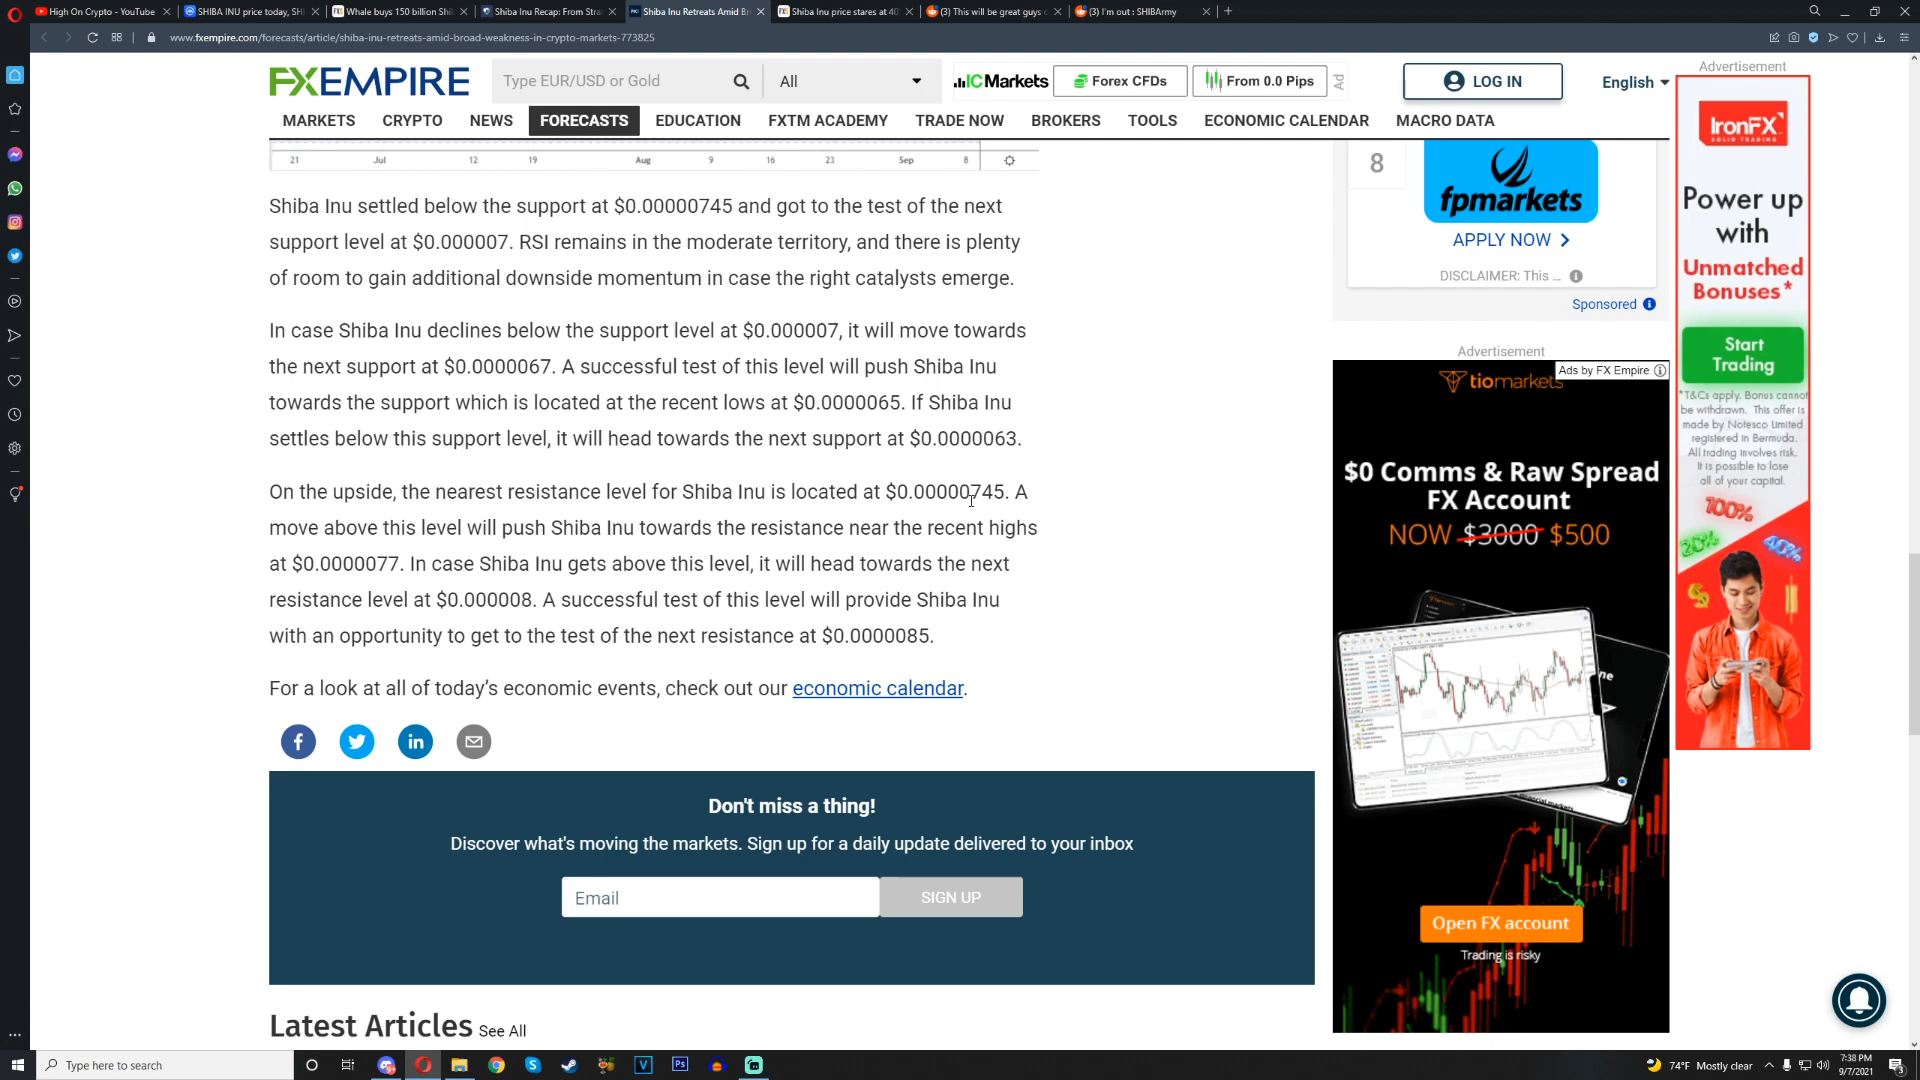 High On Crypto - YouTube
SHIBA INU price today, SH
Whale buys 150 billion Shi
Shiba Inu Recap: From Stra
Shiba Inu Retreats Amid Br
Shiba Inu price stares at 40
(3) This will be great guys
(3) I'm out : SHIBArmy
www.fxempire.com/forecasts/article/shiba-inu-retreats-amid-broad-weakness-in-crypto-markets-773825
FXEMPIRE
Type EUR/USD or Gold
All
ICMarkets
Forex CFDs
From 0.0 Pips
Ad
LOG IN
English
MARKETS CRYPTO NEWS FORECASTS EDUCATION FXTM ACADEMY TRADE NOW BROKERS TOOLS ECONOMIC CALENDAR MACRO DATA
21 Jul 12 19 Aug 9 16 23 Sep 8
Shiba Inu settled below the support at $0.00000745 and got to the test of the next
support level at $0.000007. RSI remains in the moderate territory, and there is plenty
of room to gain additional downside momentum in case the right catalysts emerge.
In case Shiba Inu declines below the support level at $0.000007, it will move towards
the next support at $0.0000067. A successful test of this level will push Shiba Inu
towards the support which is located at the recent lows at $0.0000065. If Shiba Inu
settles below this support level, it will head towards the next support at $0.0000063.
On the upside, the nearest resistance level for Shiba Inu is located at $0.00000745. A
move above this level will push Shiba Inu towards the resistance near the recent highs
at $0.0000077. In case Shiba Inu gets above this level, it will head towards the next
resistance level at $0.000008. A successful test of this level will provide Shiba Inu
with an opportunity to get to the test of the next resistance at $0.0000085.
For a look at all of today's economic events, check out our economic calendar.
Don't miss a thing!
Discover what's moving the markets. Sign up for a daily update delivered to your inbox
Email
SIGN UP
Latest Articles See All
8
fpmarkets
APPLY NOW
DISCLAIMER: This ...
Sponsored
Advertisement
Ads by FX Empire
tiomarkets
$0 Comms & Raw Spread
FX Account
NOW $3000 $500
Open FX account
Trading is risky
Advertisement
IronFX
SOLID TRADING
Power up
with
Unmatched
Bonuses*
Start
Trading
*T&Cs apply. Bonus cannot
be withdrawn. This offer is
made by Notesco Limited
registered in Bermuda.
All trading involves risk.
It is possible to lose
all of your capital.
100%
20%
40%
Type here to search
Ps
74°F Mostly clear
7:38 PM
9/7/2021
3